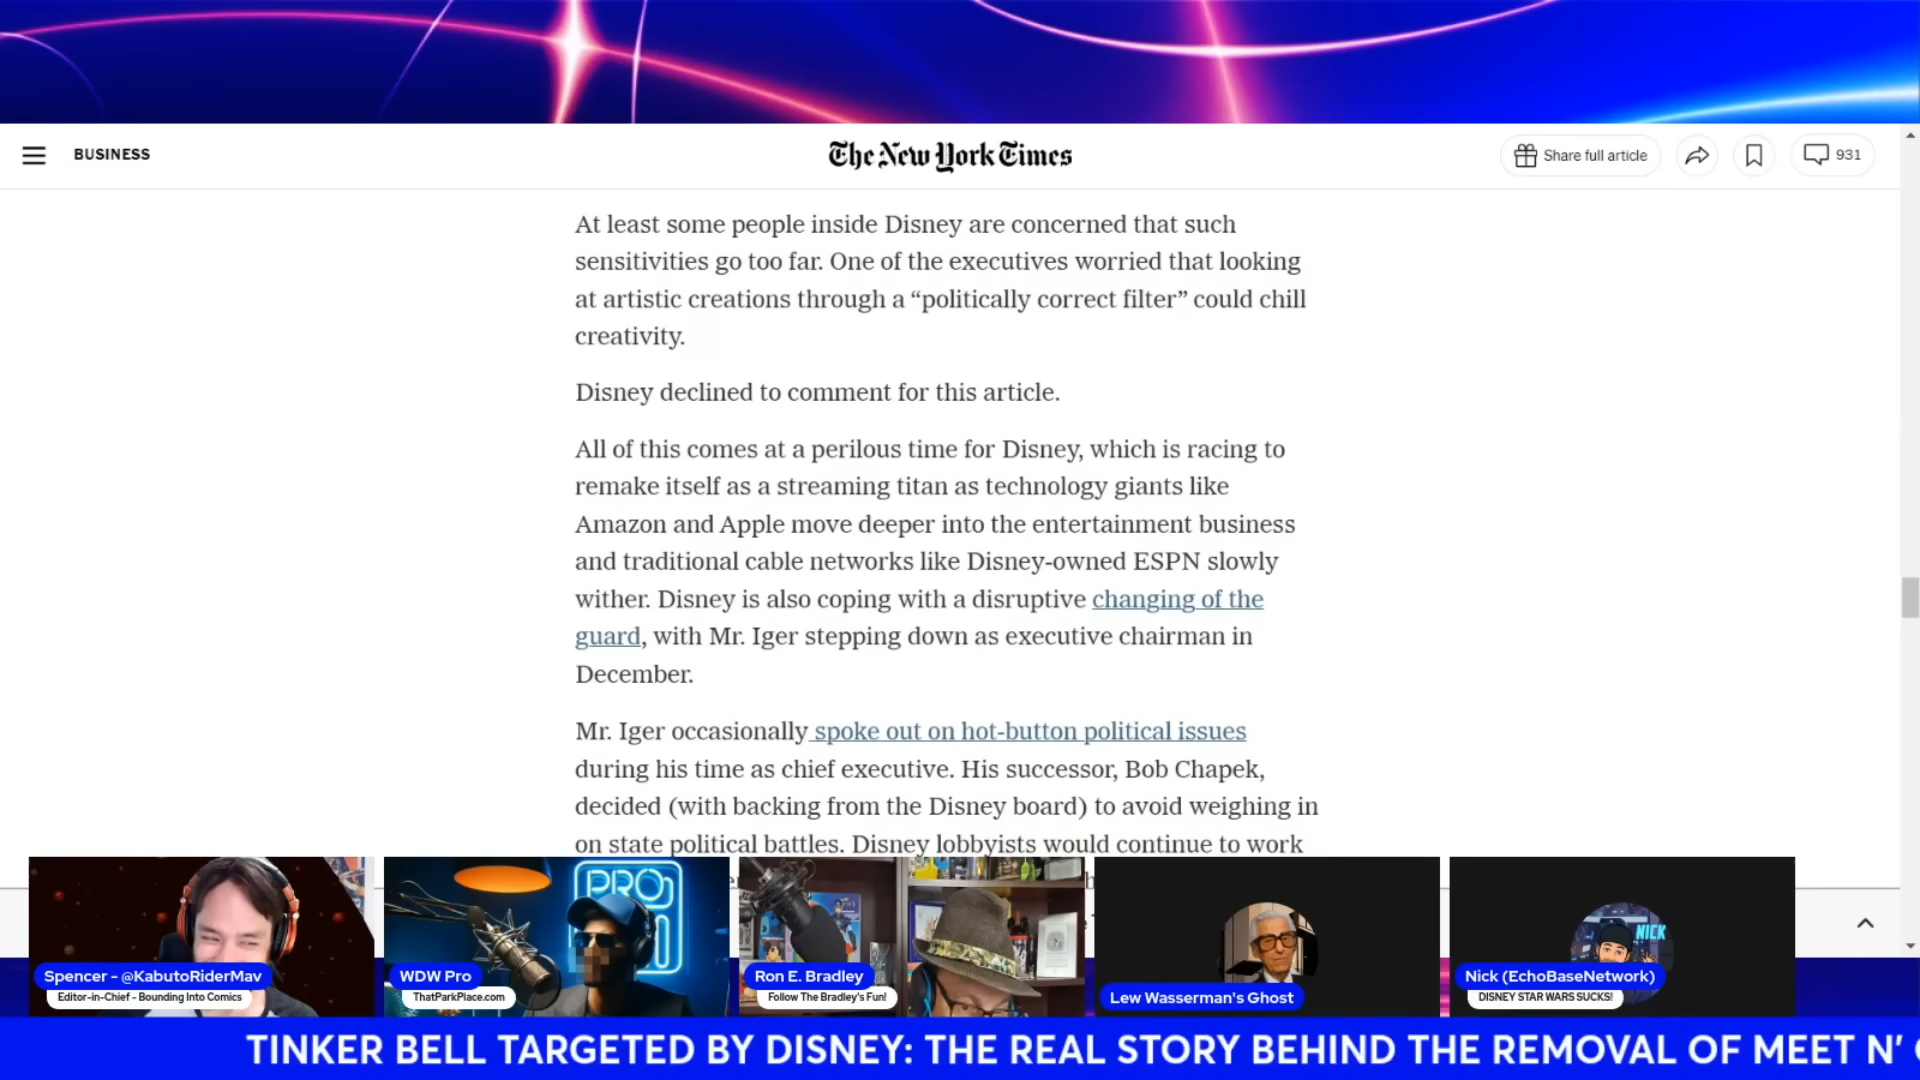 BUSINESS
The New York Times
Share full article
931
At least some people inside Disney are concerned that such
sensitivities go too far. One of the executives worried that looking
at artistic creations through a “politically correct filter” could chill
creativity.
Disney declined to comment for this article.
All of this comes at a perilous time for Disney, which is racing to
remake itself as a streaming titan as technology giants like
Amazon and Apple move deeper into the entertainment business
and traditional cable networks like Disney-owned ESPN slowly
wither. Disney is also coping with a disruptive changing of the
guard, with Mr. Iger stepping down as executive chairman in
December.
Mr. Iger occasionally spoke out on hot-button political issues
during his time as chief executive. His successor, Bob Chapek,
decided (with backing from the Disney board) to avoid weighing in
on state political battles. Disney lobbyists would continue to work
PRO
NICK
Spencer - @KabutoRiderMav
Editor-in-Chief - Bounding Into Comics
WDW Pro
ThatParkPlace.com
Ron E. Bradley
Follow The Bradley's Fun!
Lew Wasserman's Ghost
Nick (EchoBaseNetwork)
DISNEY STAR WARS SUCKS!
TINKER BELL TARGETED BY DISNEY: THE REAL STORY BEHIND THE REMOVAL OF MEET N'